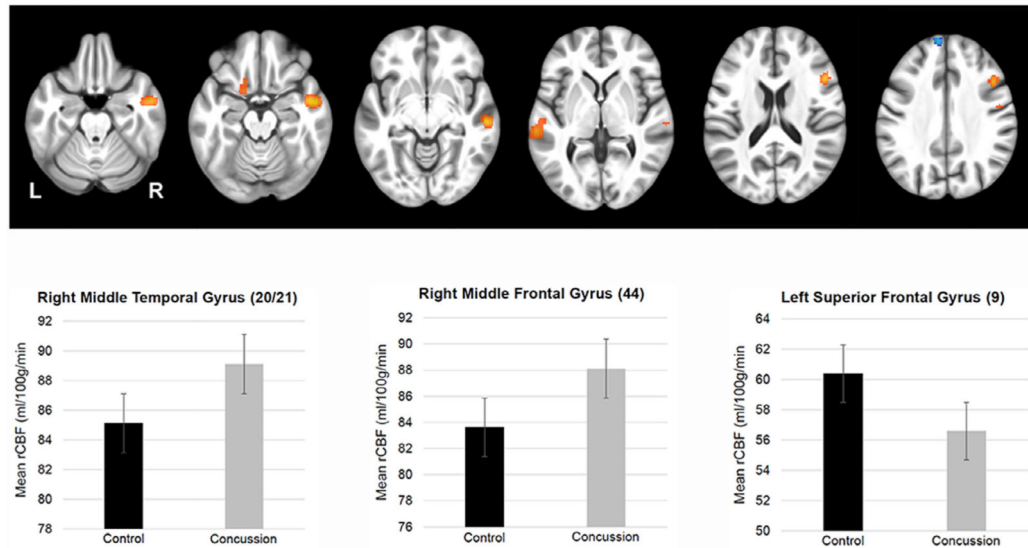 L R
Right Middle Temporal Gyrus (20/21)
Mean rCBF (ml/100g/min)
92
90
88
86
84
82
80
78
Control Concussion
Right Middle Frontal Gyrus (44)
Mean rCBF (ml/100g/min)
92
90
88
86
84
82
80
78
76
Control Concussion
Left Superior Frontal Gyrus (9)
Mean rCBF (ml/100g/min)
64
62
60
58
56
54
52
50
Control Concussion